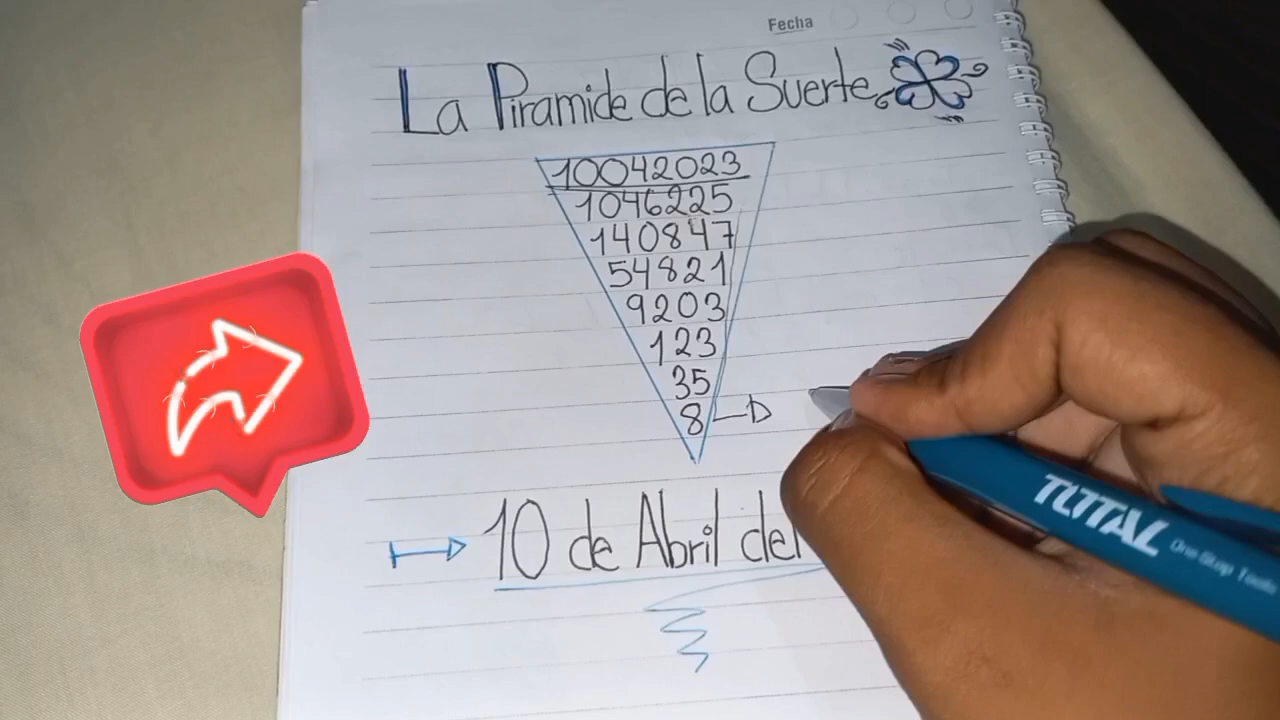 Fecha
La Piramide de la Suerte
10042023
1046225
140847
54821
9203
123
35
8
10 de Abril del
TOTAL
One-Stop Tools